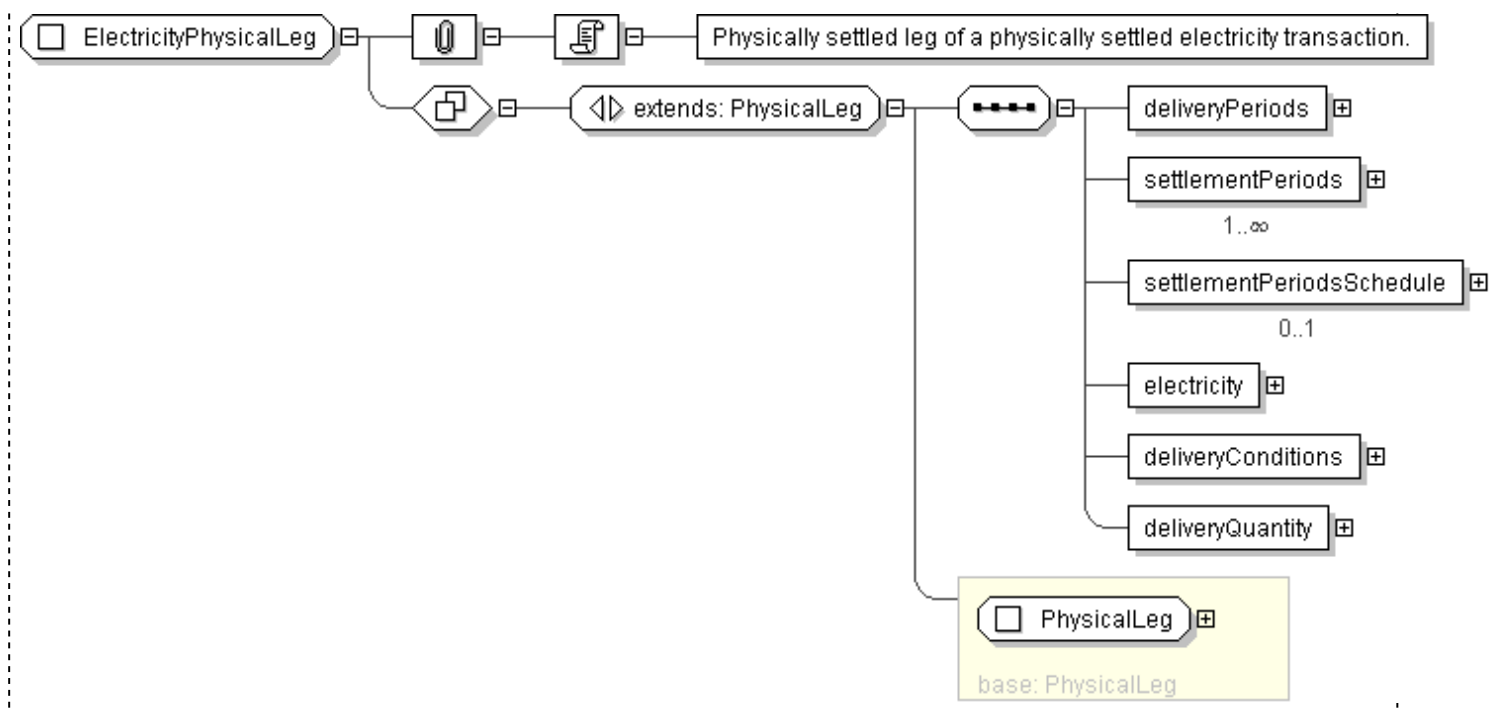 ElectricityPhysicalLeg
Physically settled leg of a physically settled electricity transaction.
extends: PhysicalLeg
deliveryPeriods
settlementPeriods
1..∞
settlementPeriodsSchedule
0..1
electricity
deliveryConditions
deliveryQuantity
PhysicalLeg
base: PhysicalLeg